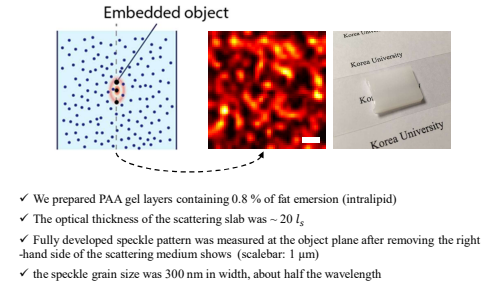 Embedded object
Korea Univ
Korea University
Kor
Korea University
✓ We prepared PAA gel layers containing 0.8 % of fat emersion (intralipid)
✓ The optical thickness of the scattering slab was ~ 20 lₛ
✓ Fully developed speckle pattern was measured at the object plane after removing the right
-hand side of the scattering medium shows (scalebar: 1 μm)
✓ the speckle grain size was 300 nm in width, about half the wavelength